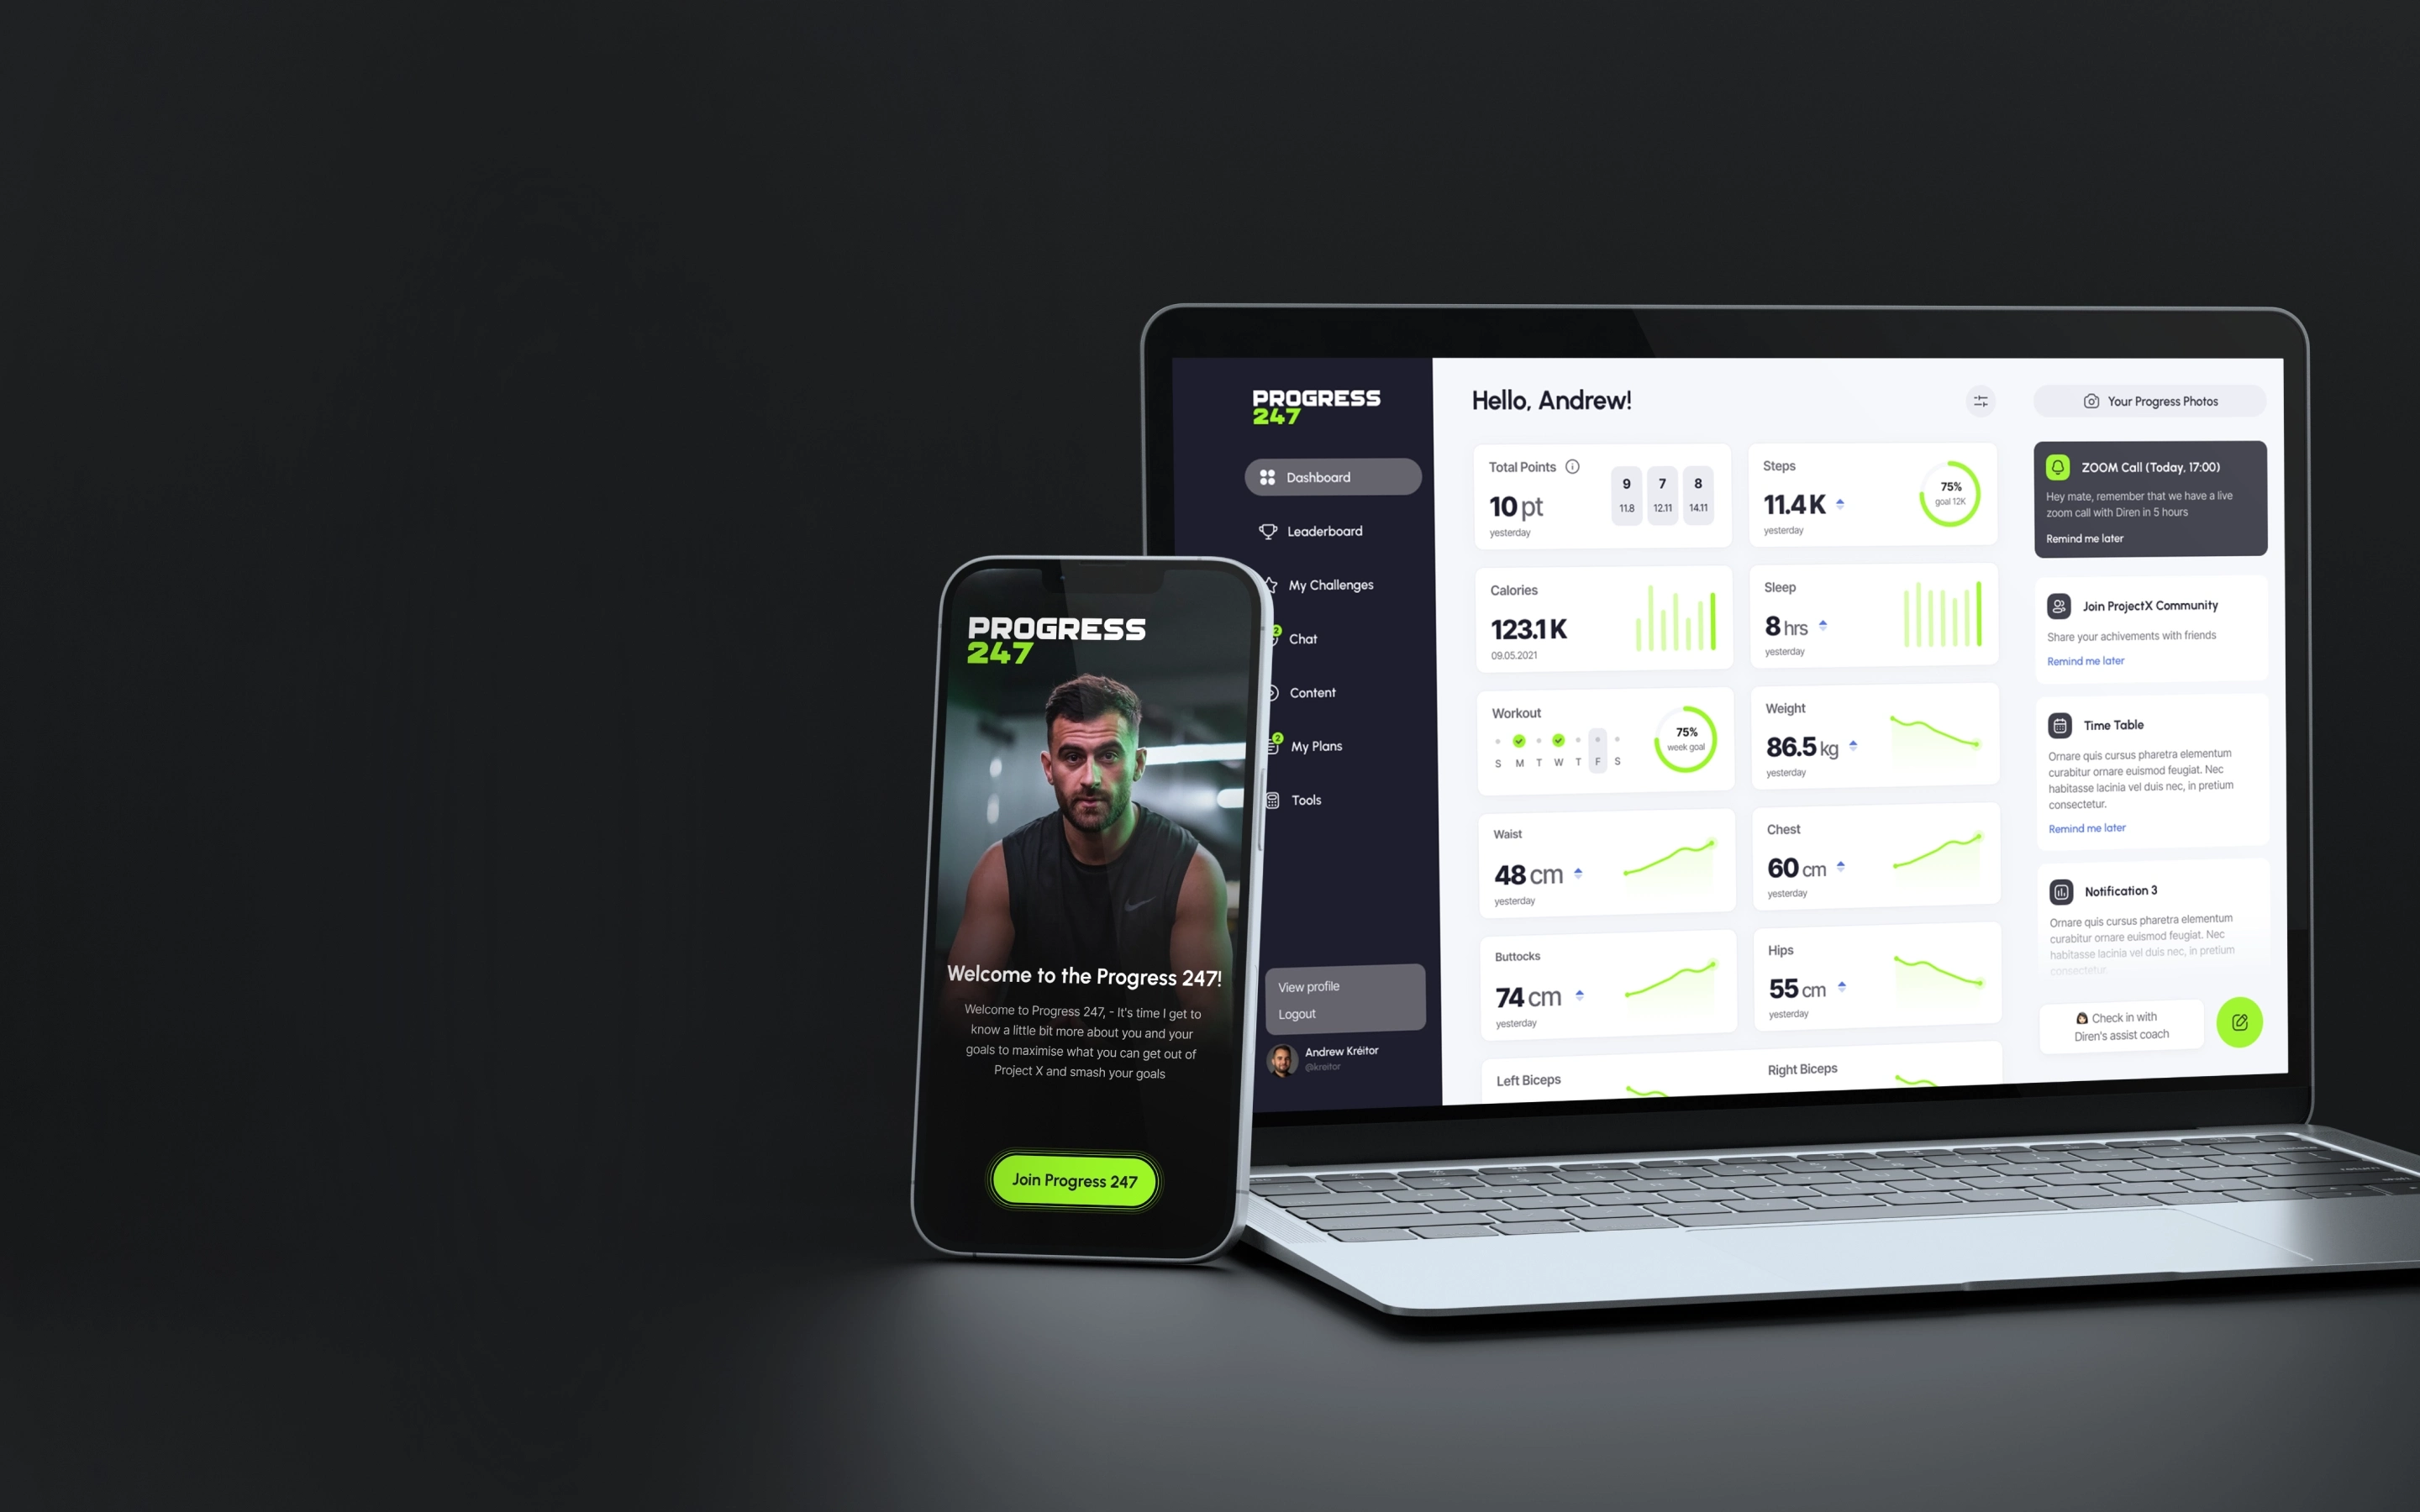 PROGRESS
247
Welcome to the Progress 247!
Welcome to Progress 247, - It's time I get to
know a little bit more about you and your
goals to maximise what you can get out of
Project X and smash your goals
Join Progress 247
PROGRESS
247
Dashboard
Leaderboard
My Challenges
2
Chat
Content
2
My Plans
Tools
View profile
Logout
Andrew Kréitor
@kreitor
Hello, Andrew!
Total Points
10 pt
yesterday
9 7 8
11.8 12.11 14.11
Steps
11.4K
yesterday
75%
goal 12K
Calories
123.1K
09.05.2021
Sleep
8 hrs
yesterday
Workout
S M T W T F S
75%
week goal
Weight
86.5 kg
yesterday
Waist
48 cm
yesterday
Chest
60 cm
yesterday
Buttocks
74 cm
yesterday
Hips
55 cm
yesterday
Left Biceps
Right Biceps
Your Progress Photos
ZOOM Call (Today, 17:00)
Hey mate, remember that we have a live
zoom call with Diren in 5 hours
Remind me later
Join ProjectX Community
Share your achivements with friends
Remind me later
Time Table
Ornare quis cursus pharetra elementum
curabitur ornare euismod feugiat. Nec
habitasse lacinia vel duis nec, in pretium
consectetur.
Remind me later
Notification 3
Ornare quis cursus pharetra elementum
curabitur ornare euismod feugiat. Nec
habitasse lacinia vel duis nec, in pretium
consectetur.
Check in with
Diren's assist coach